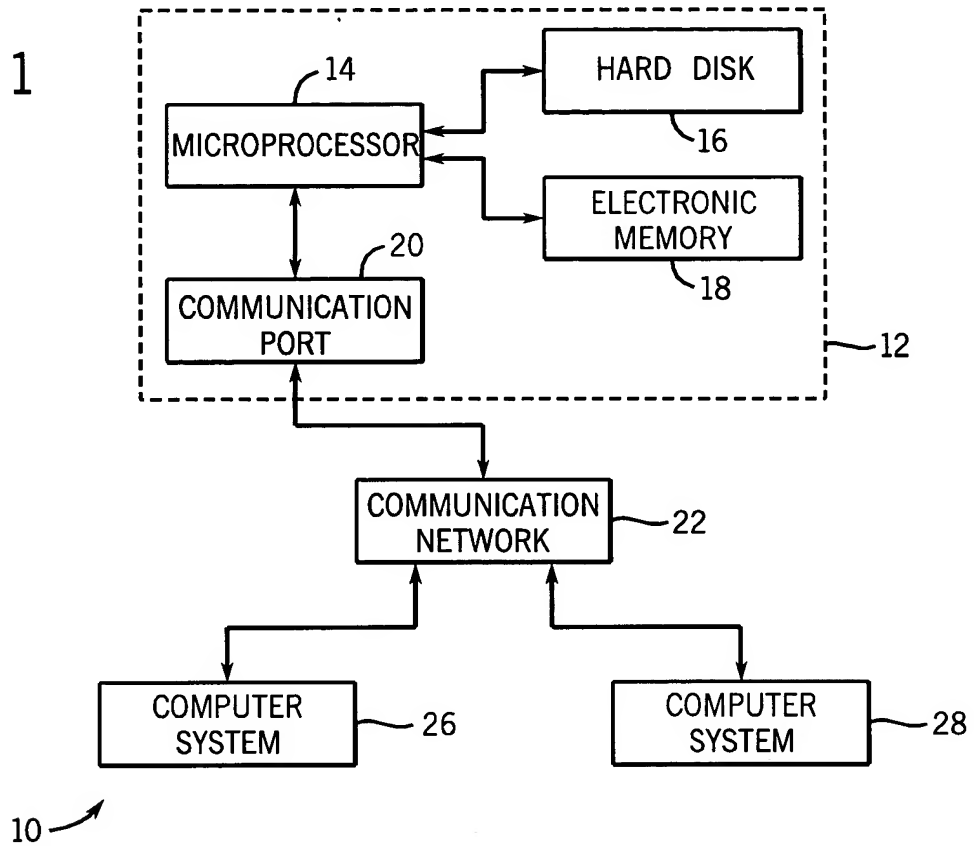 1
14
HARD DISK
16
MICROPROCESSOR
ELECTRONIC
MEMORY
18
20
COMMUNICATION
PORT
12
COMMUNICATION
NETWORK
22
COMPUTER
SYSTEM
26
COMPUTER
SYSTEM
28
10